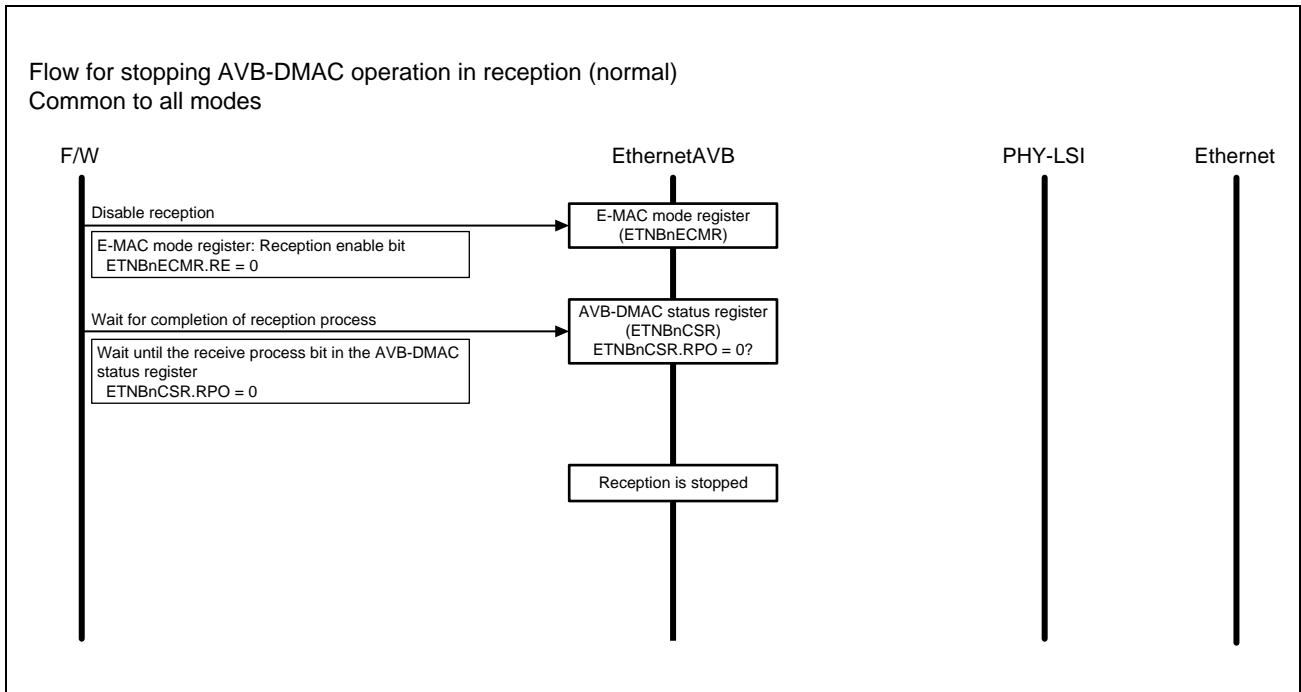 Flow for stopping AVB-DMAC operation in reception (normal)
Common to all modes
F/W
EthernetAVB
PHY-LSI
Ethernet
Disable reception
E-MAC mode register
(ETNBnECMR)
E-MAC mode register: Reception enable bit
ETNBnECMR.RE = 0
Wait for completion of reception process
AVB-DMAC status register
(ETNBnCSR)
ETNBnCSR.RPO = 0?
Wait until the receive process bit in the AVB-DMAC
status register
ETNBnCSR.RPO = 0
Reception is stopped